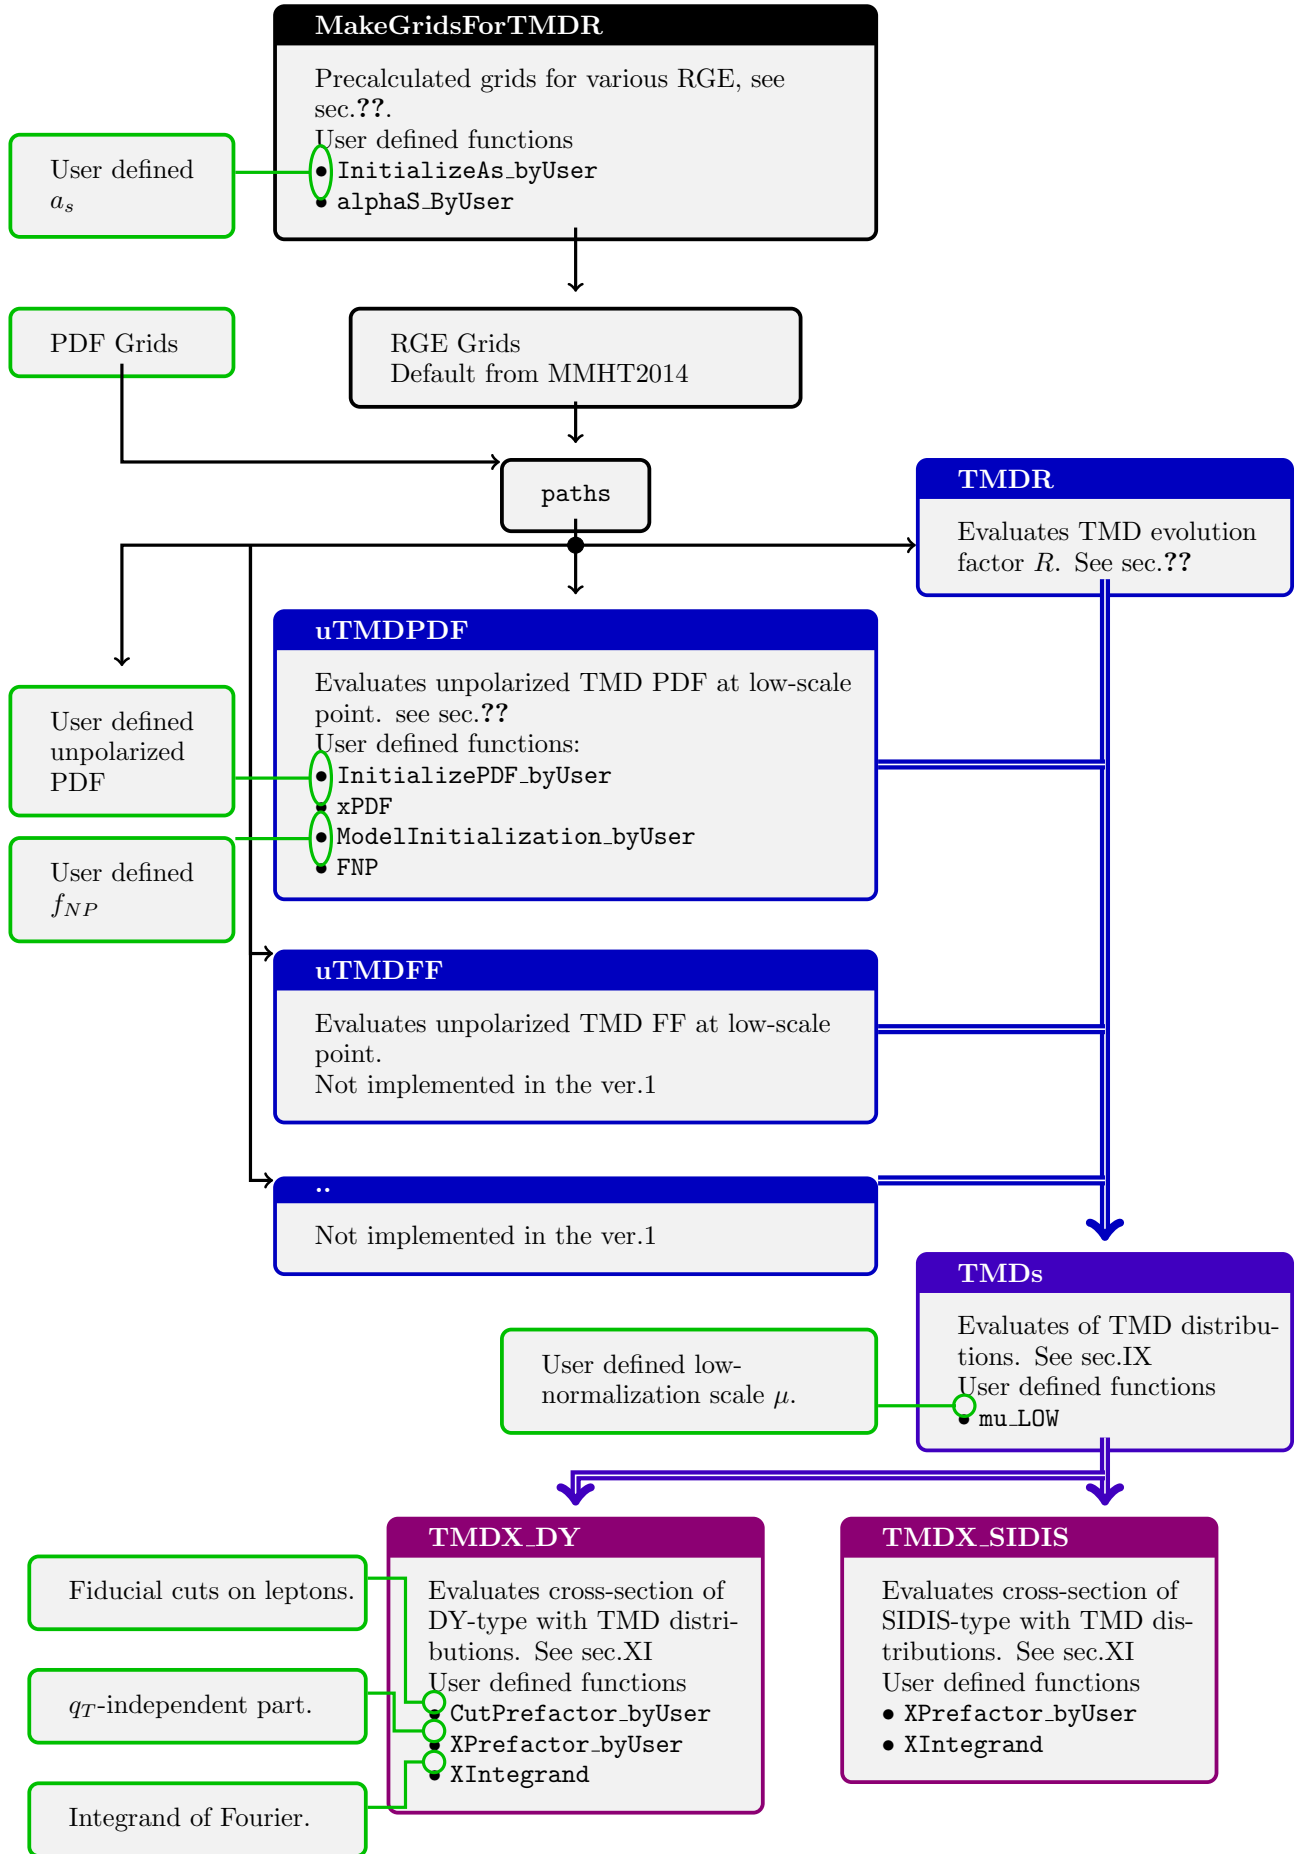 MakeGridsForTMDR
Precalculated grids for various RGE, see
sec.??.
User defined functions
• InitializeAs_byUser
• alphaS_ByUser
User defined
a_s
PDF Grids
RGE Grids
Default from MMHT2014
paths
TMDR
Evaluates TMD evolution
factor R. See sec.??
uTMDPDF
Evaluates unpolarized TMD PDF at low-scale
point. see sec.??
User defined functions:
• InitializePDF_byUser
• xPDF
• ModelInitialization_byUser
• FNP
User defined
unpolarized
PDF
User defined
f_{NP}
uTMDFF
Evaluates unpolarized TMD FF at low-scale
point.
Not implemented in the ver.1
..
Not implemented in the ver.1
TMDs
Evaluates of TMD distribu-
tions. See sec.IX
User defined functions
• mu_LOW
User defined low-
normalization scale μ.
TMDX_DY
Evaluates cross-section of
DY-type with TMD distri-
butions. See sec.XI
User defined functions
• CutPrefactor_byUser
• XPrefactor_byUser
• XIntegrand
Fiducial cuts on leptons.
q_T-independent part.
Integrand of Fourier.
TMDX_SIDIS
Evaluates cross-section of
SIDIS-type with TMD dis-
tributions. See sec.XI
User defined functions
• XPrefactor_byUser
• XIntegrand